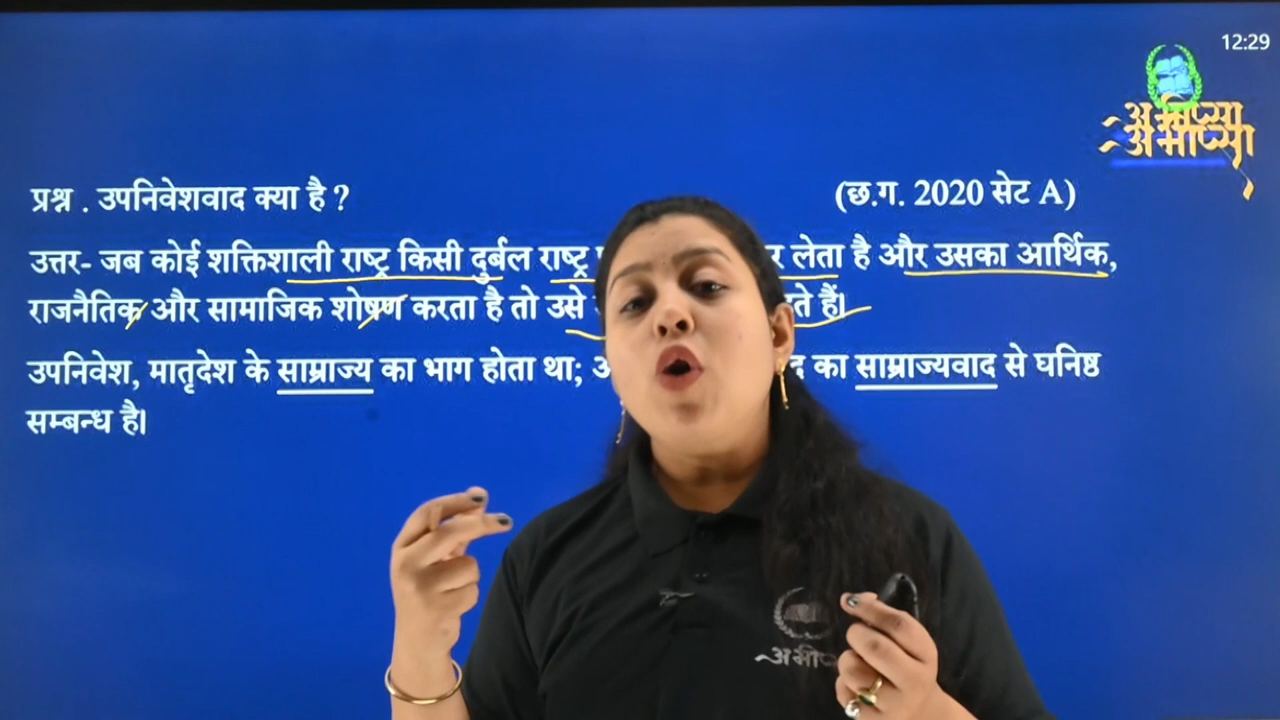 12:29
अभीप्सा
प्रश्न . उपनिवेशवाद क्या है ?
(छ.ग. 2020 सेट A)
उत्तर- जब कोई शक्तिशाली राष्ट्र किसी दुर्बल राष्ट्र लेता है और उसका आर्थिक,
राजनैतिक और सामाजिक शोषण करता है तो उसे हैं।
उपनिवेश, मातृदेश के साम्राज्य का भाग होता था; का साम्राज्यवाद से घनिष्ठ
सम्बन्ध है।